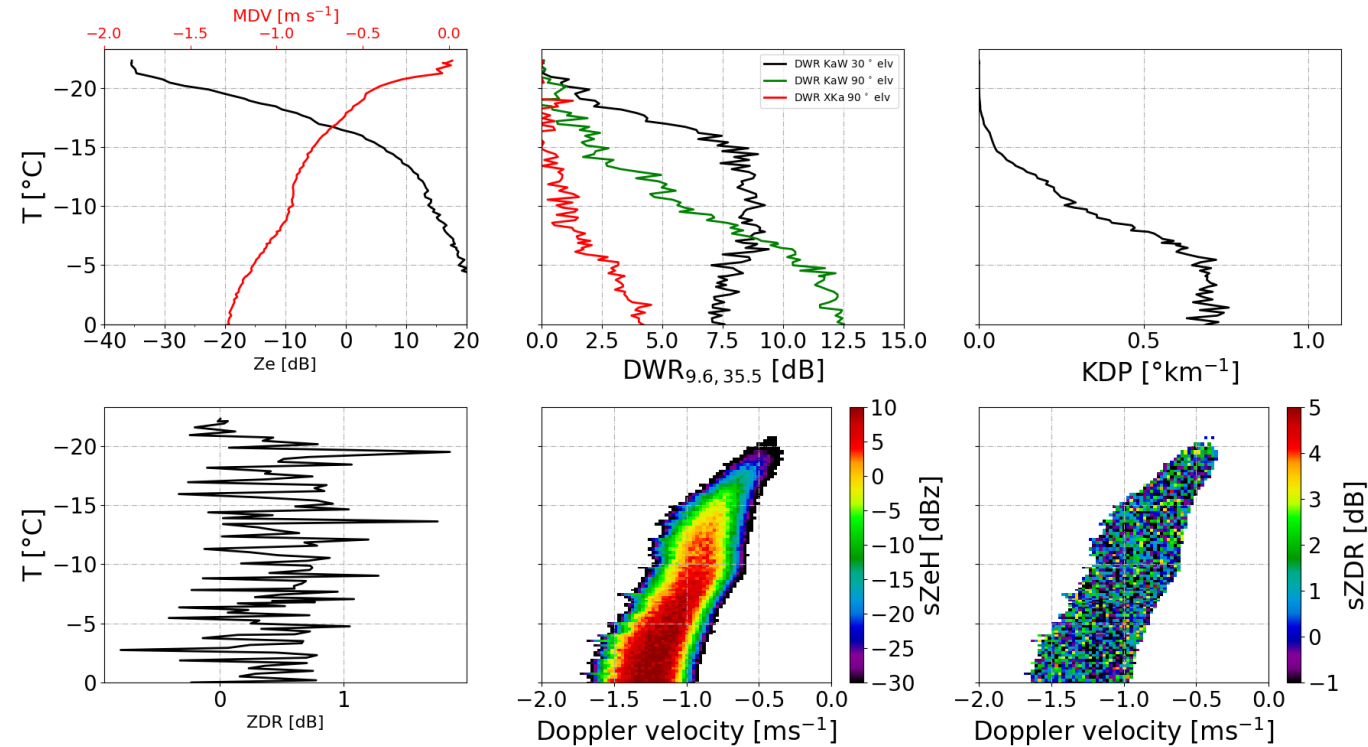 MDV [m s⁻¹]
−2.0 −1.5 −1.0 −0.5 0.0
T [°C]
−20
−15
−10
−5
0
−40 −30 −20 −10 0 10 20
Ze [dB]
DWR KaW 30° elv
DWR KaW 90° elv
DWR XKa 90° elv
0.0 2.5 5.0 7.5 10.0 12.5 15.0
DWR₉.₆,₃₅.₅ [dB]
0.0 0.5 1.0
KDP [°km⁻¹]
T [°C]
−20
−15
−10
−5
0
0 1
ZDR [dB]
−2.0 −1.5 −1.0 −0.5 0.0
Doppler velocity [ms⁻¹]
10
5
0
−5
−10
−15
−20
−25
−30
sZeH [dBz]
−2.0 −1.5 −1.0 −0.5 0.0
Doppler velocity [ms⁻¹]
5
4
3
2
1
0
−1
sZDR [dB]